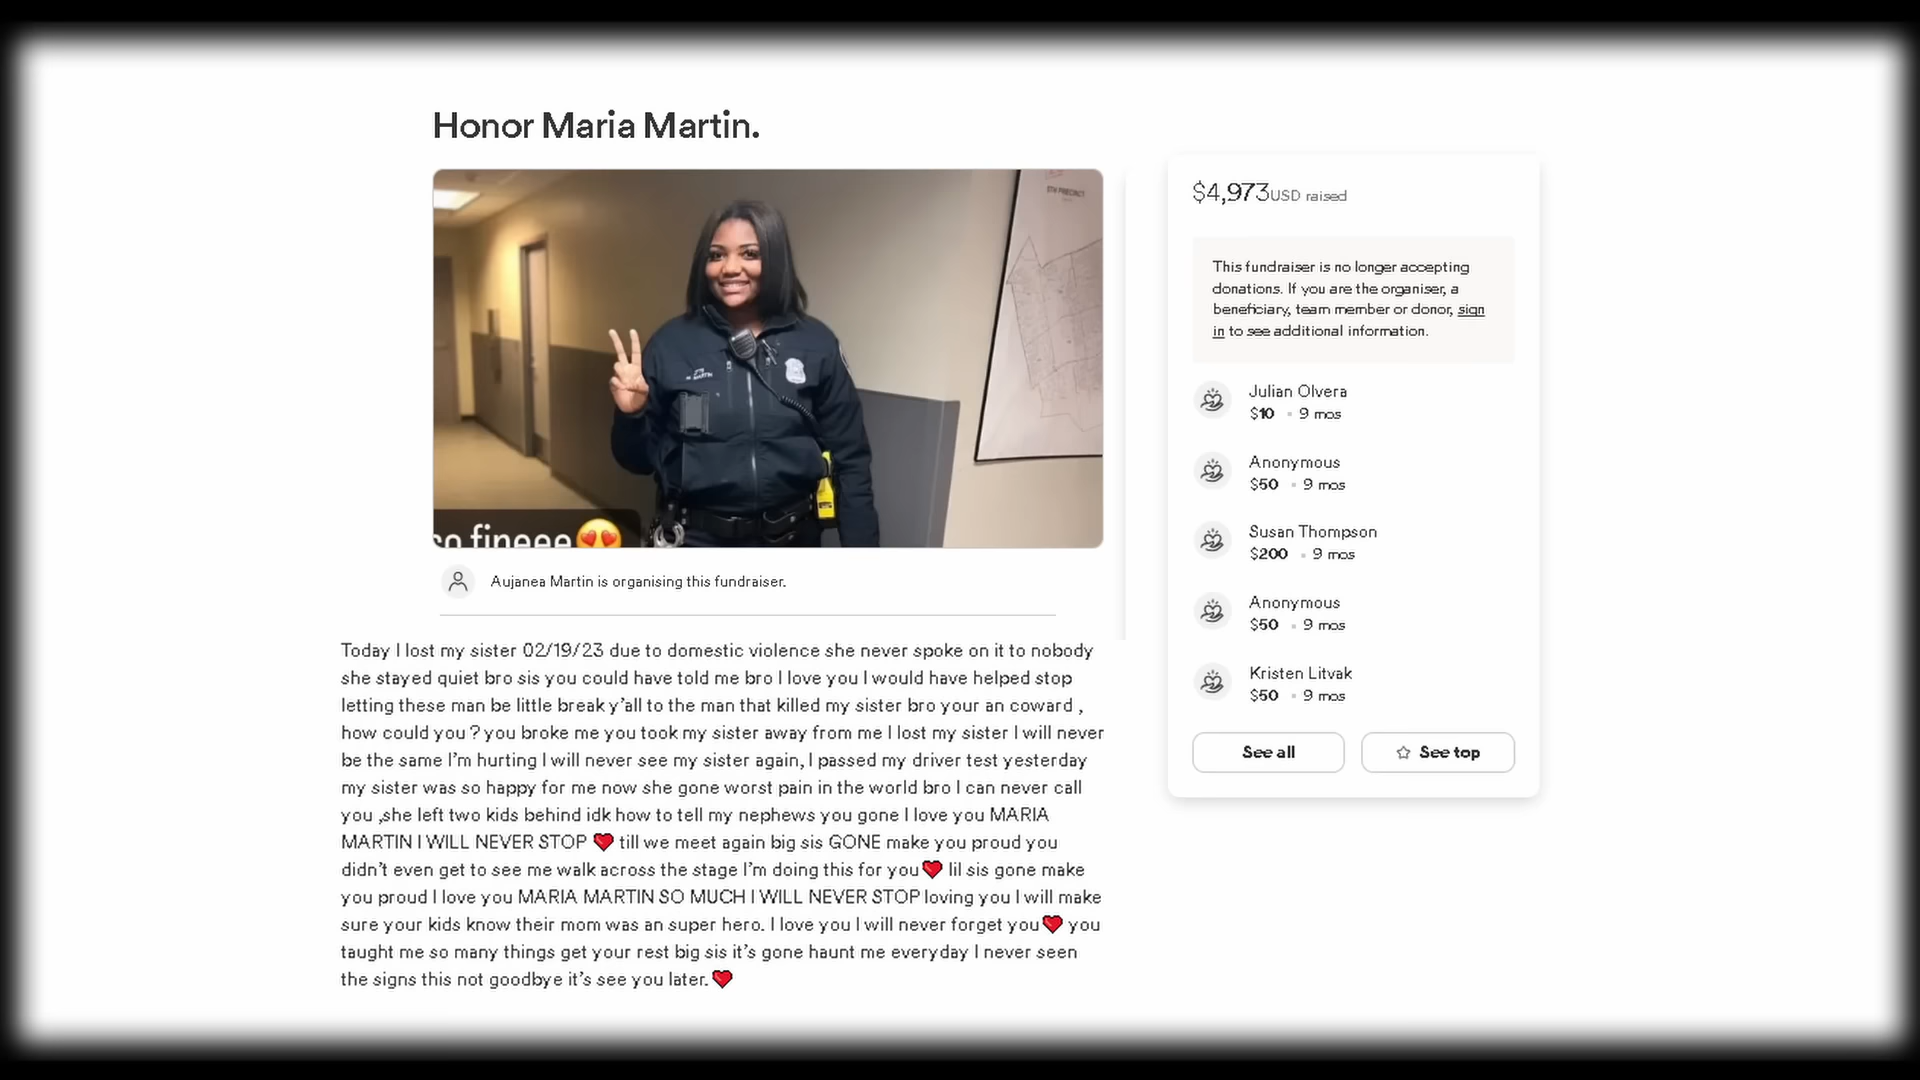 Honor Maria Martin.
5TH PRECINCT
M. MARTIN
so fineee😍
Aujanea Martin is organising this fundraiser.
Today I lost my sister 02/19/23 due to domestic violence she never spoke on it to nobody
she stayed quiet bro sis you could have told me bro I love you I would have helped stop
letting these man be little break y’all to the man that killed my sister bro your an coward ,
how could you ? you broke me you took my sister away from me I lost my sister I will never
be the same I’m hurting I will never see my sister again, I passed my driver test yesterday
my sister was so happy for me now she gone worst pain in the world bro I can never call
you ,she left two kids behind idk how to tell my nephews you gone I love you MARIA
MARTIN I WILL NEVER STOP ❤️ till we meet again big sis GONE make you proud you
didn’t even get to see me walk across the stage I’m doing this for you❤️ lil sis gone make
you proud I love you MARIA MARTIN SO MUCH I WILL NEVER STOP loving you I will make
sure your kids know their mom was an super hero. I love you I will never forget you❤️ you
taught me so many things get your rest big sis it’s gone haunt me everyday I never seen
the signs this not goodbye it’s see you later.❤️
$4,973USD raised
This fundraiser is no longer accepting
donations. If you are the organiser, a
beneficiary, team member or donor, sign
in to see additional information.
Julian Olvera
$10 • 9 mos
Anonymous
$50 • 9 mos
Susan Thompson
$200 • 9 mos
Anonymous
$50 • 9 mos
Kristen Litvak
$50 • 9 mos
See all
See top